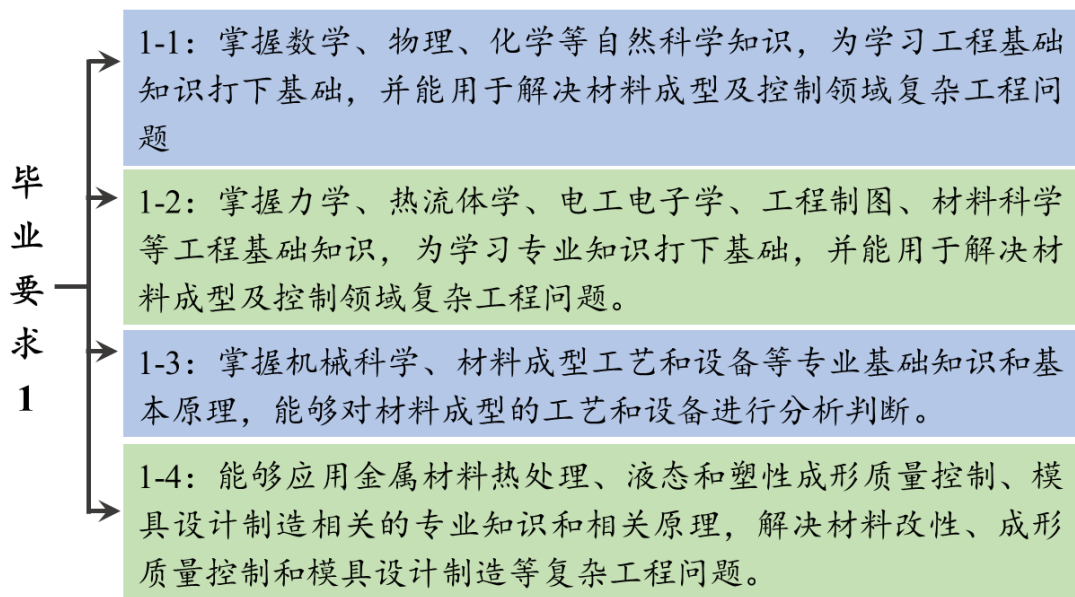 毕业要求1
1-1：掌握数学、物理、化学等自然科学知识，为学习工程基础
知识打下基础，并能用于解决材料成型及控制领域复杂工程问
题
1-2：掌握力学、热流体学、电工电子学、工程制图、材料科学
等工程基础知识，为学习专业知识打下基础，并能用于解决材
料成型及控制领域复杂工程问题。
1-3：掌握机械科学、材料成型工艺和设备等专业基础知识和基
本原理，能够对材料成型的工艺和设备进行分析判断。
1-4：能够应用金属材料热处理、液态和塑性成形质量控制、模
具设计制造相关的专业知识和相关原理，解决材料改性、成形
质量控制和模具设计制造等复杂工程问题。